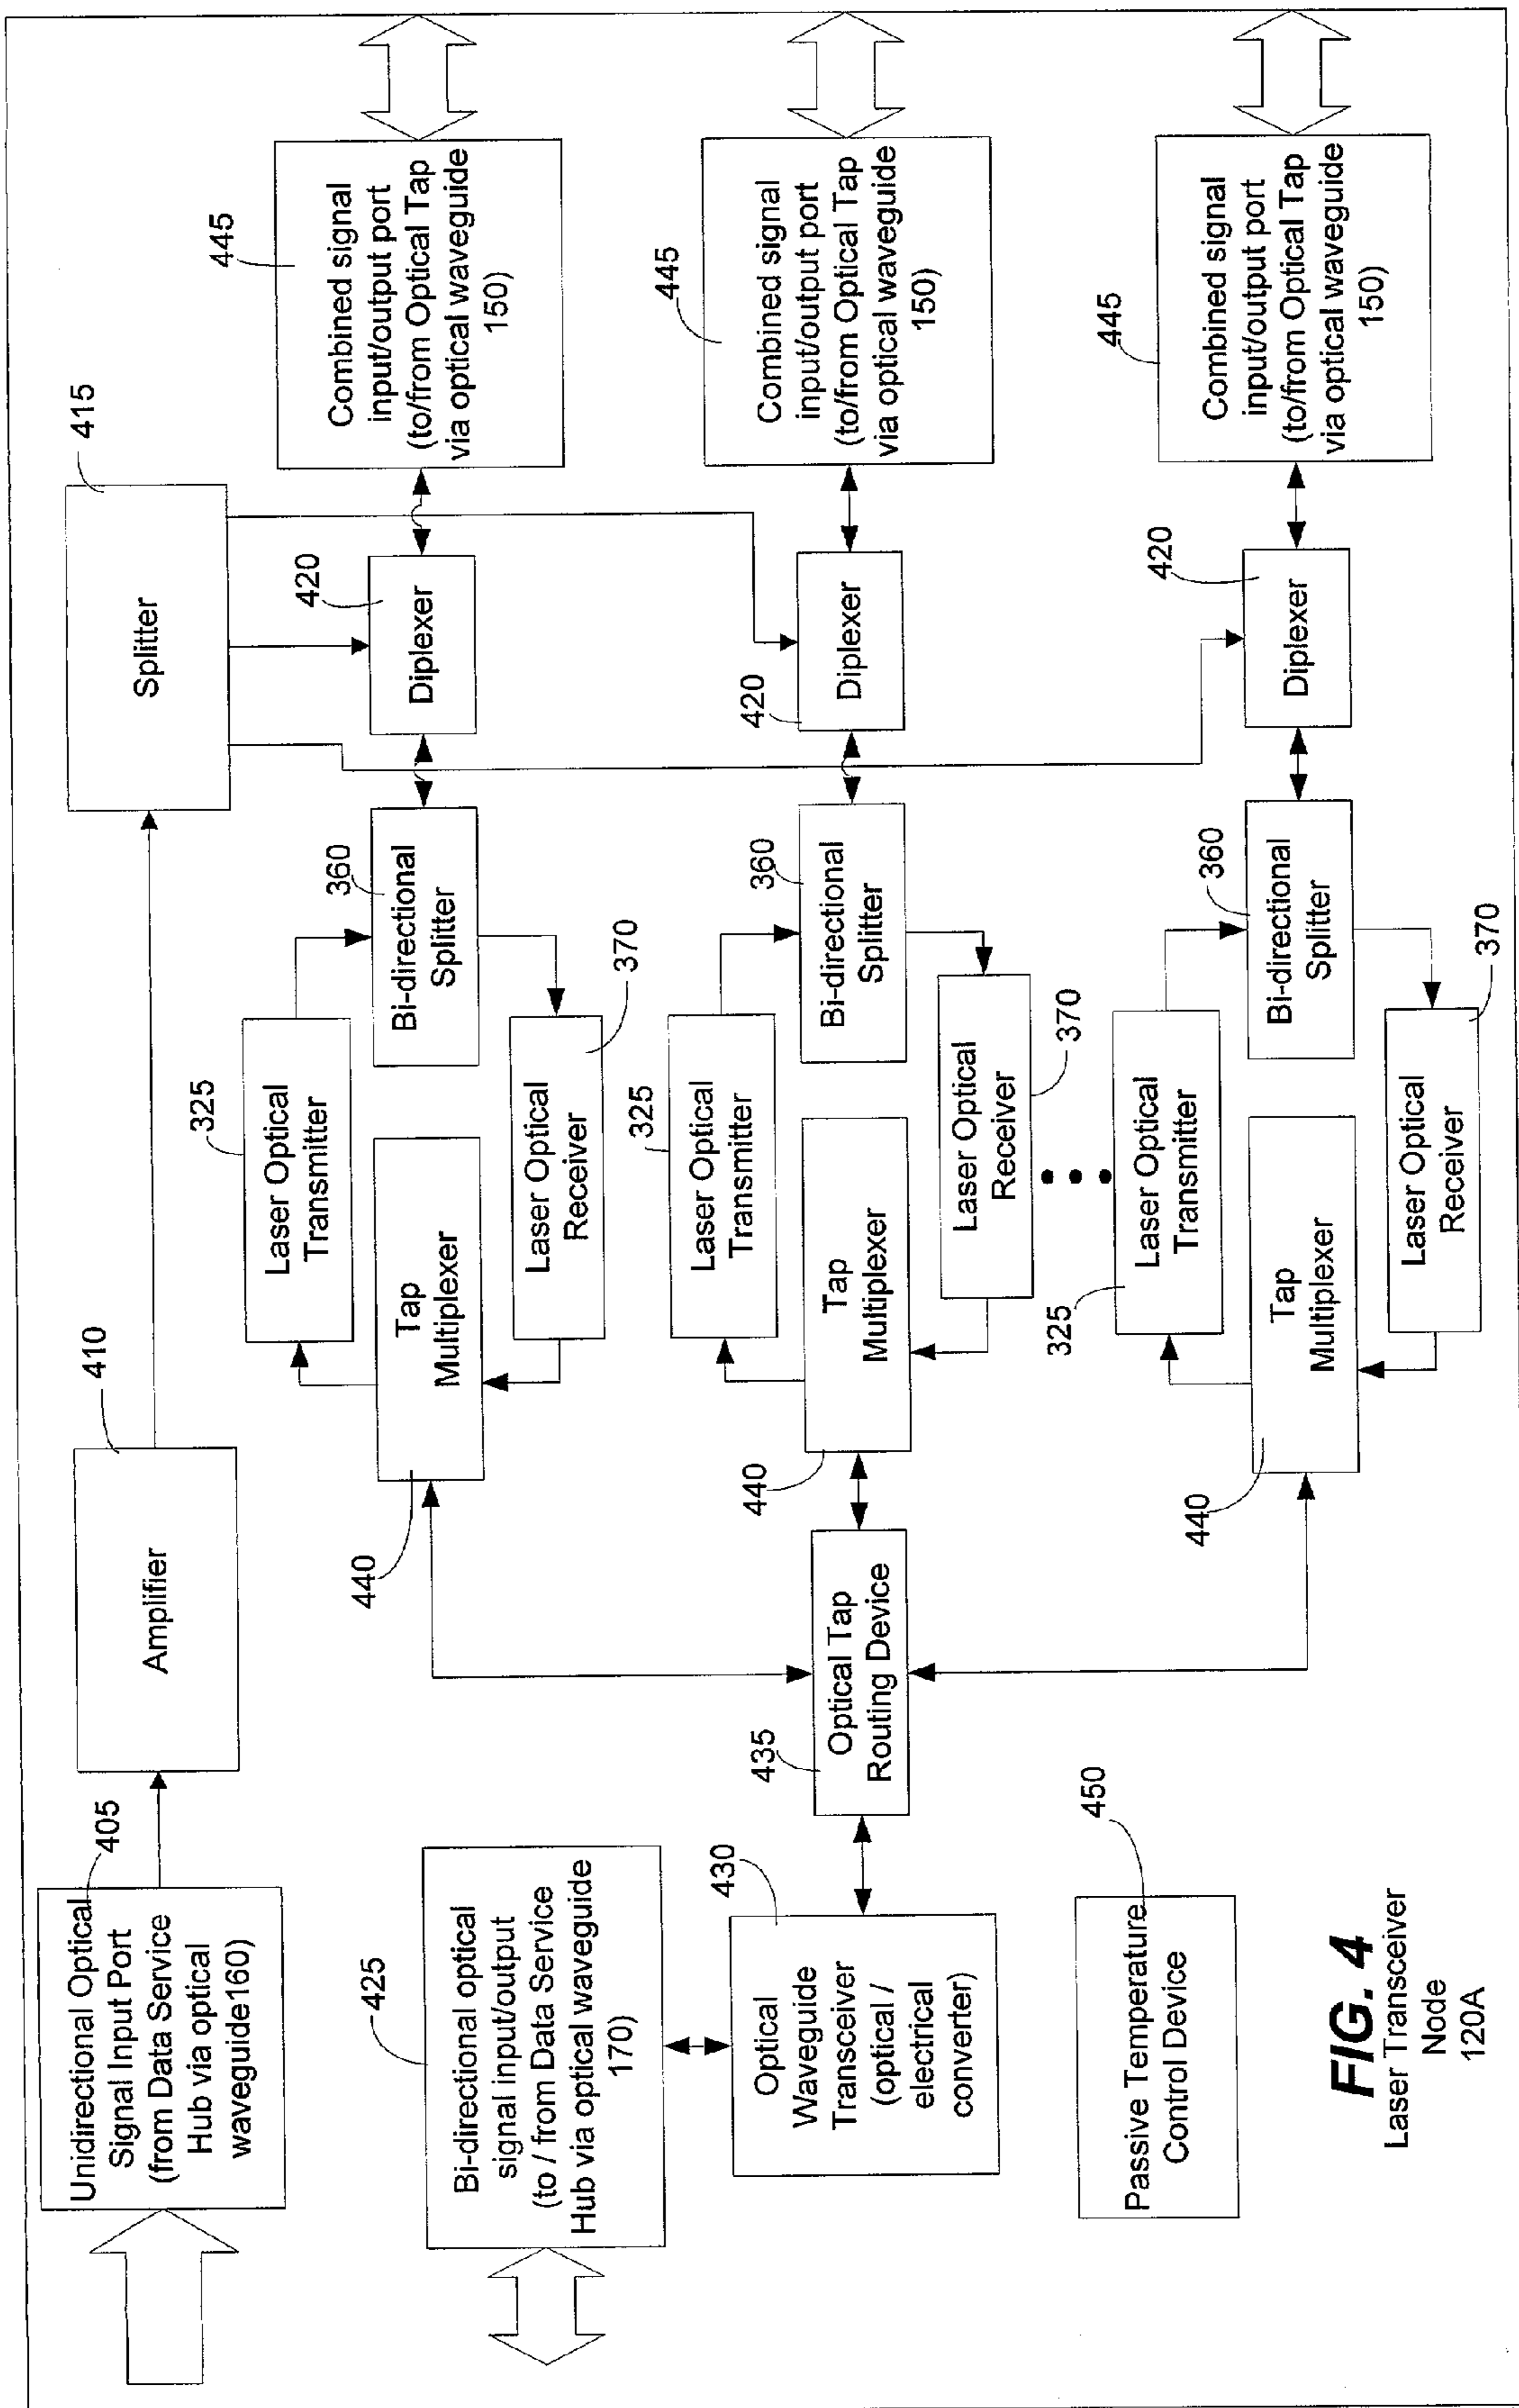 Unidirectional Optical
Signal Input Port
(from Data Service
Hub via optical
waveguide160)
405
Amplifier
410
Splitter
415
Bi-directional optical
signal input/output
(to / from Data Service
Hub via optical waveguide
170)
425
Optical
Waveguide
Transceiver
(optical /
electrical
converter)
430
Optical Tap
Routing Device
435
Passive Temperature
Control Device
450
Tap
Multiplexer
440
Laser Optical
Transmitter
325
Laser Optical
Receiver
370
Bi-directional
Splitter
360
Diplexer
420
Combined signal
input/output port
(to/from Optical Tap
via optical waveguide
150)
445
Tap
Multiplexer
440
Laser Optical
Transmitter
325
Laser Optical
Receiver
370
Bi-directional
Splitter
360
Diplexer
420
Combined signal
input/output port
(to/from Optical Tap
via optical waveguide
150)
445
Tap
Multiplexer
440
Laser Optical
Transmitter
325
Laser Optical
Receiver
370
Bi-directional
Splitter
360
Diplexer
420
Combined signal
input/output port
(to/from Optical Tap
via optical waveguide
150)
445
FIG. 4
Laser Transceiver
Node
120A